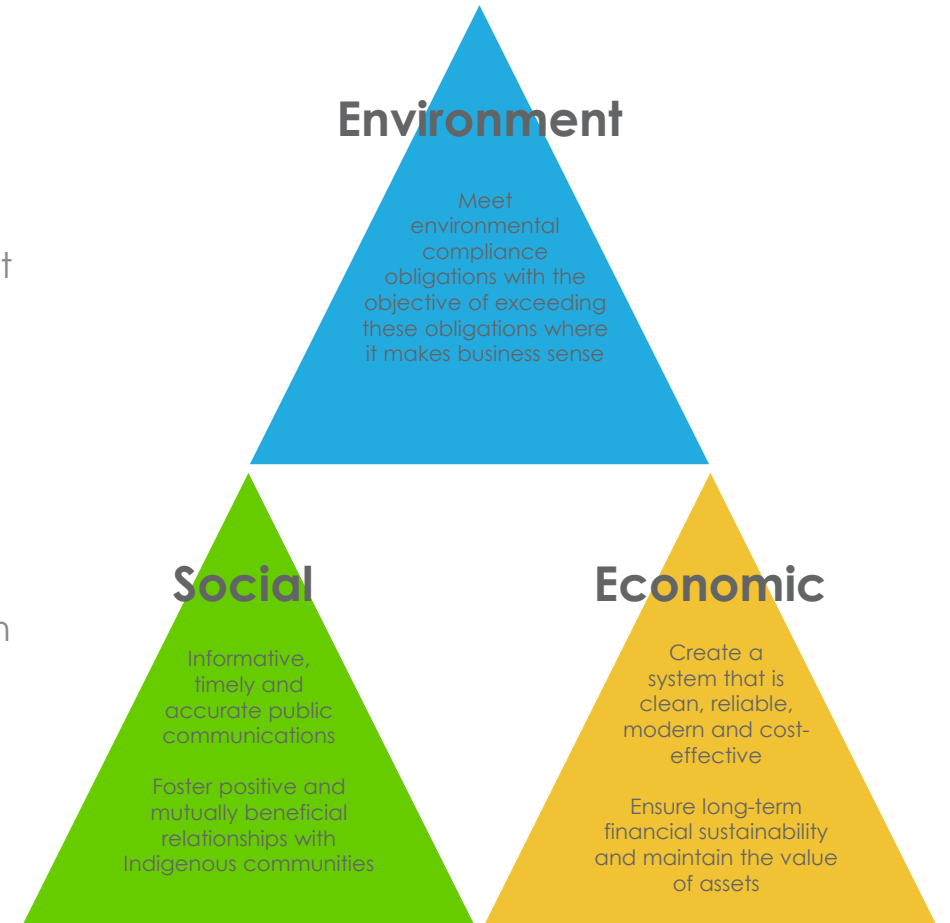 Environment
Meet
environmental
compliance
obligations with the
objective of exceeding
these obligations where
it makes business sense
Social
Informative,
timely and
accurate public
communications
Foster positive and
mutually beneficial
relationships with
Indigenous communities
Economic
Create a
system that is
clean, reliable,
modern and cost-
effective
Ensure long-term
financial sustainability
and maintain the value
of assets